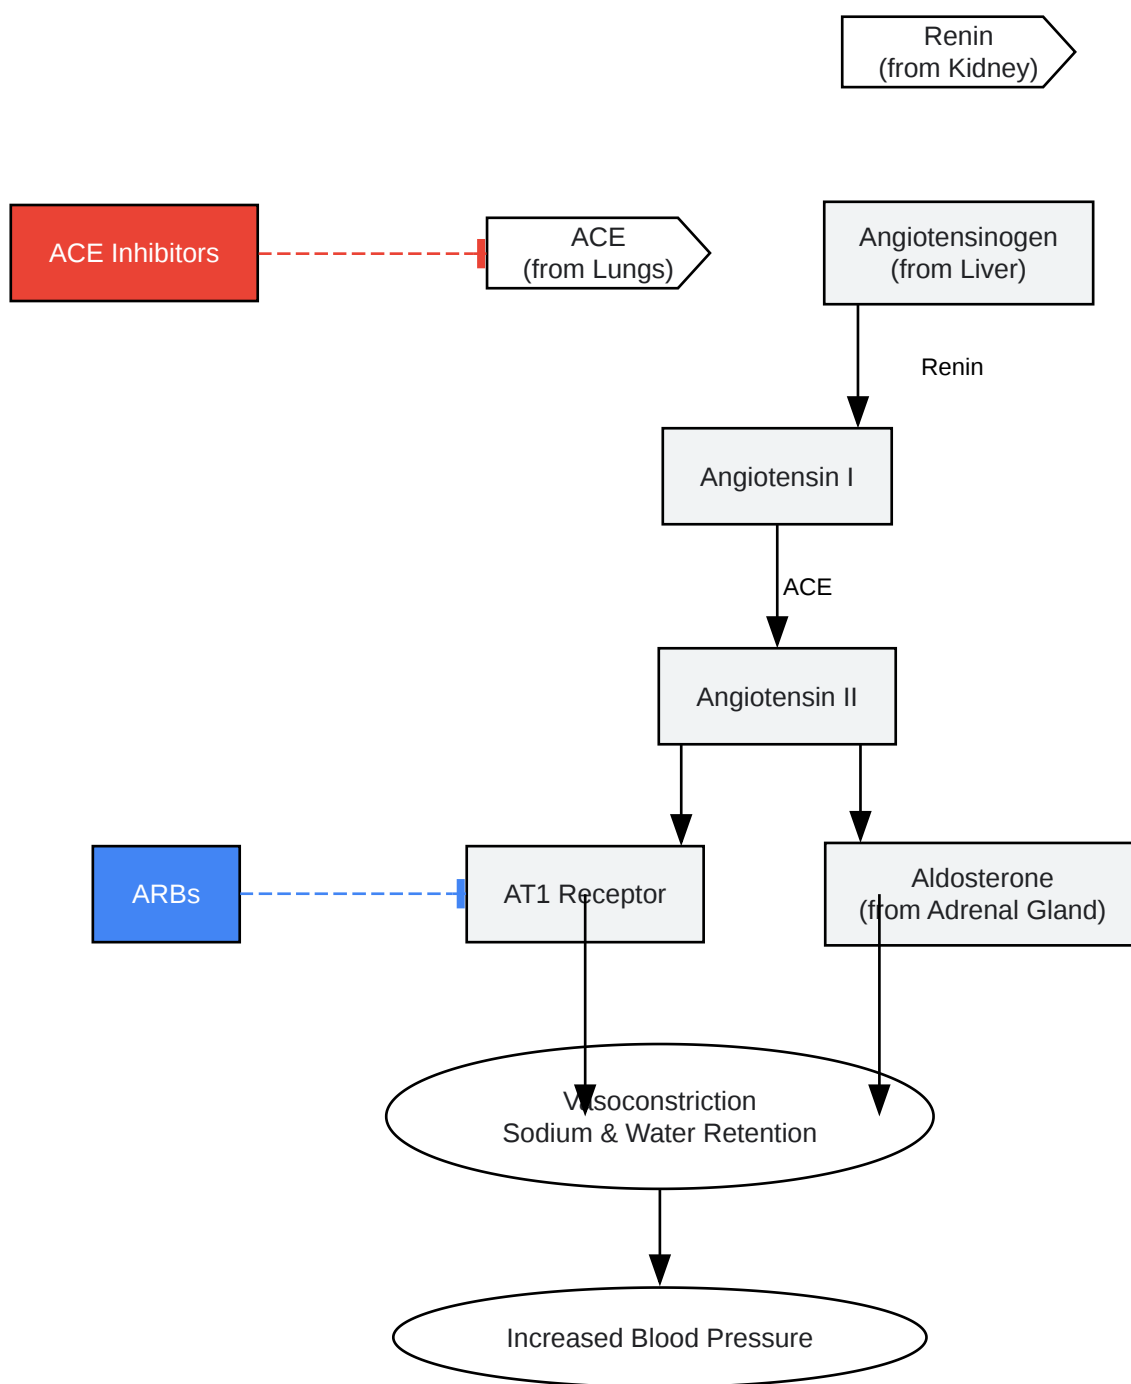 Renin
(from Kidney)
ACE Inhibitors
ACE
(from Lungs)
Angiotensinogen
(from Liver)
Renin
Angiotensin I
ACE
Angiotensin II
ARBs
AT1 Receptor
Aldosterone
(from Adrenal Gland)
Vasoconstriction
Sodium & Water Retention
Increased Blood Pressure